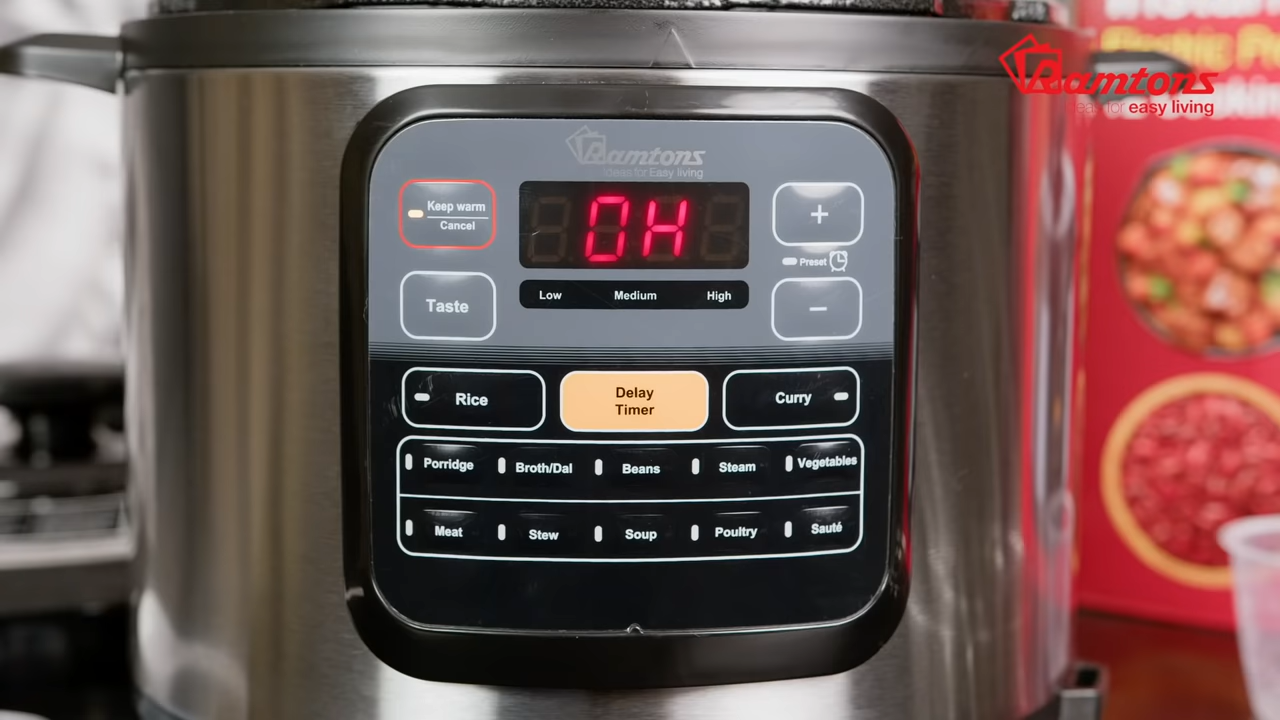 Ramtons
ideas for easy living
Ramtons
Ideas for Easy living
Keep warm
Cancel
0H
+
Preset
Taste
Low Medium High
−
Rice
Delay
Timer
Curry
Porridge Broth/Dal Beans Steam Vegetables
Meat Stew Soup Poultry Sauté